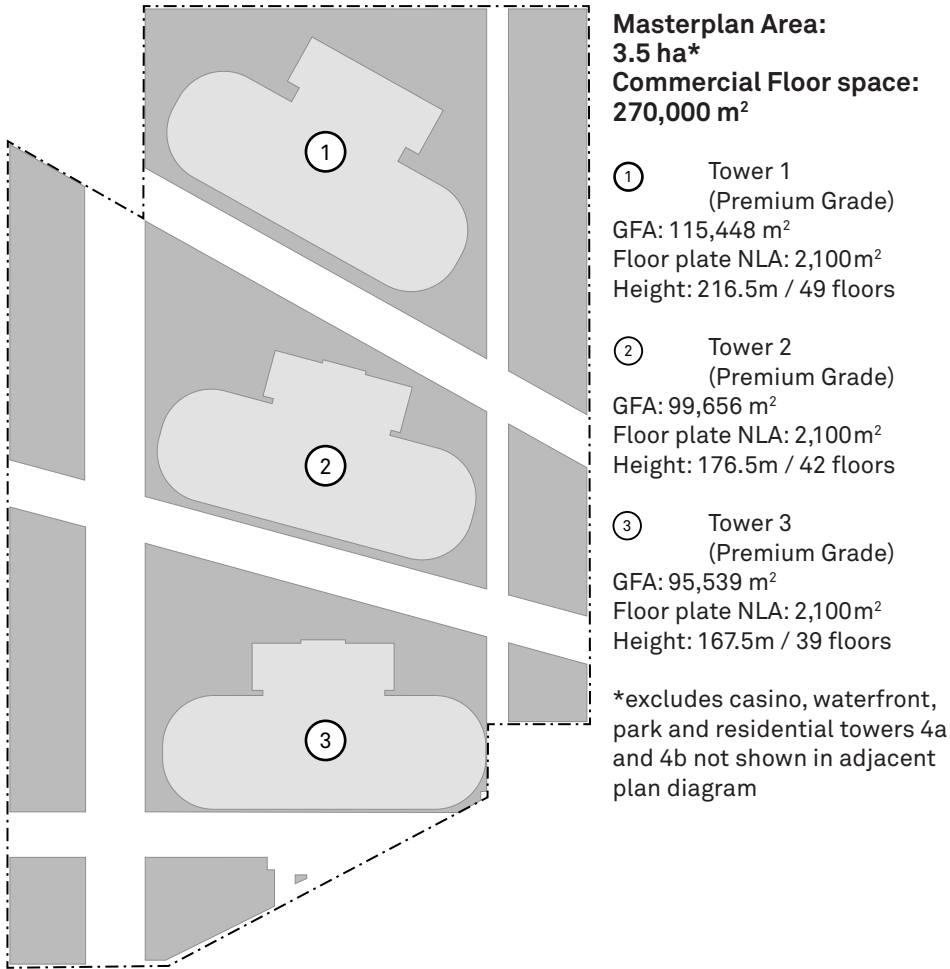 Masterplan Area:
3.5 ha*
Commercial Floor space:
270,000 m²
1 Tower 1
(Premium Grade)
GFA: 115,448 m²
Floor plate NLA: 2,100m²
Height: 216.5m / 49 floors
2 Tower 2
(Premium Grade)
GFA: 99,656 m²
Floor plate NLA: 2,100m²
Height: 176.5m / 42 floors
3 Tower 3
(Premium Grade)
GFA: 95,539 m²
Floor plate NLA: 2,100m²
Height: 167.5m / 39 floors
*excludes casino, waterfront,
park and residential towers 4a
and 4b not shown in adjacent
plan diagram
1
2
3